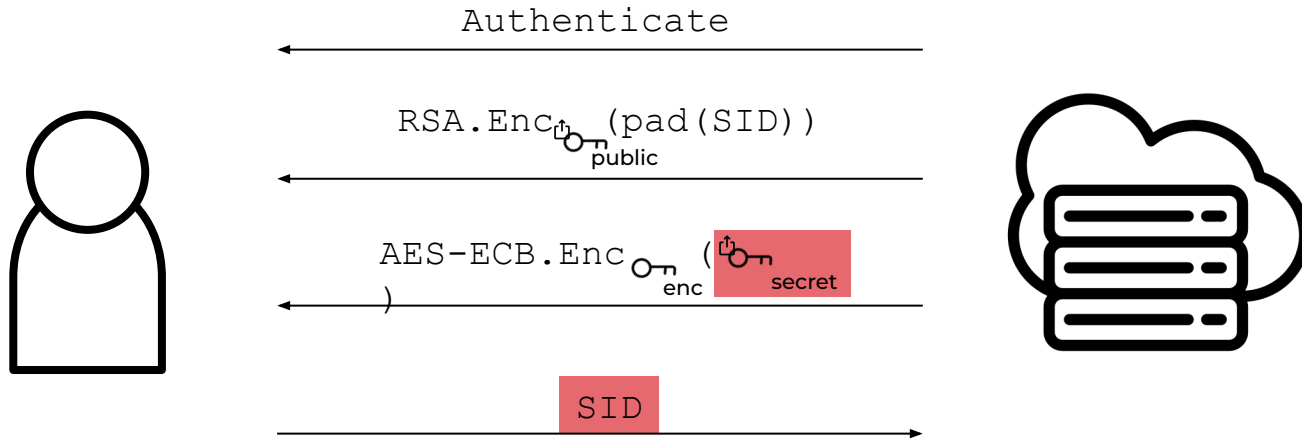 Authenticate
RSA.Enc public (pad(SID))
AES-ECB.Enc enc ( secret
)
SID